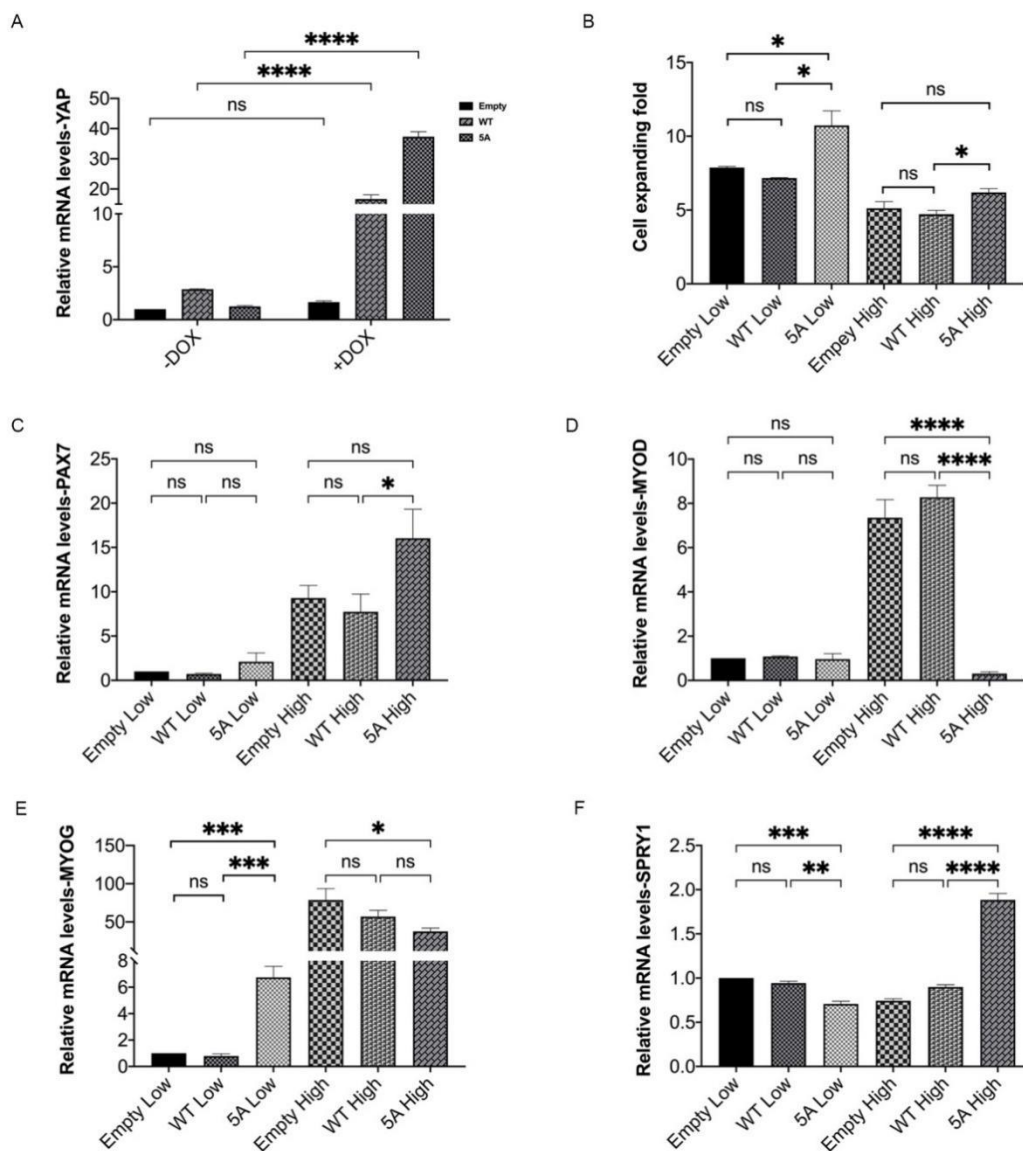 A
Relative mRNA levels-YAP
50
40
30
20
10
10
5
0
ns
****
****
Empty
WT
5A
-DOX
+DOX
B
Cell expanding fold
15
10
5
0
*
ns
*
ns
ns
*
Empty Low
WT Low
5A Low
Empey High
WT High
5A High
C
Relative mRNA levels-PAX7
25
20
15
10
5
0
ns
ns
ns
ns
ns
*
Empty Low
WT Low
5A Low
Empty High
WT High
5A High
D
Relative mRNA levels-MYOD
10
8
6
4
2
0
ns
ns
ns
****
ns
****
Empty Low
WT Low
5A Low
Empty High
WT High
5A High
E
Relative mRNA levels-MYOG
150
100
50
8
6
4
2
0
***
ns
***
*
ns
ns
Empty Low
WT Low
5A Low
Empty High
WT High
5A High
F
Relative mRNA levels-SPRY1
2.5
2.0
1.5
1.0
0.5
0.0
***
ns
**
****
ns
****
Empty Low
WT Low
5A Low
Empty High
WT High
5A High